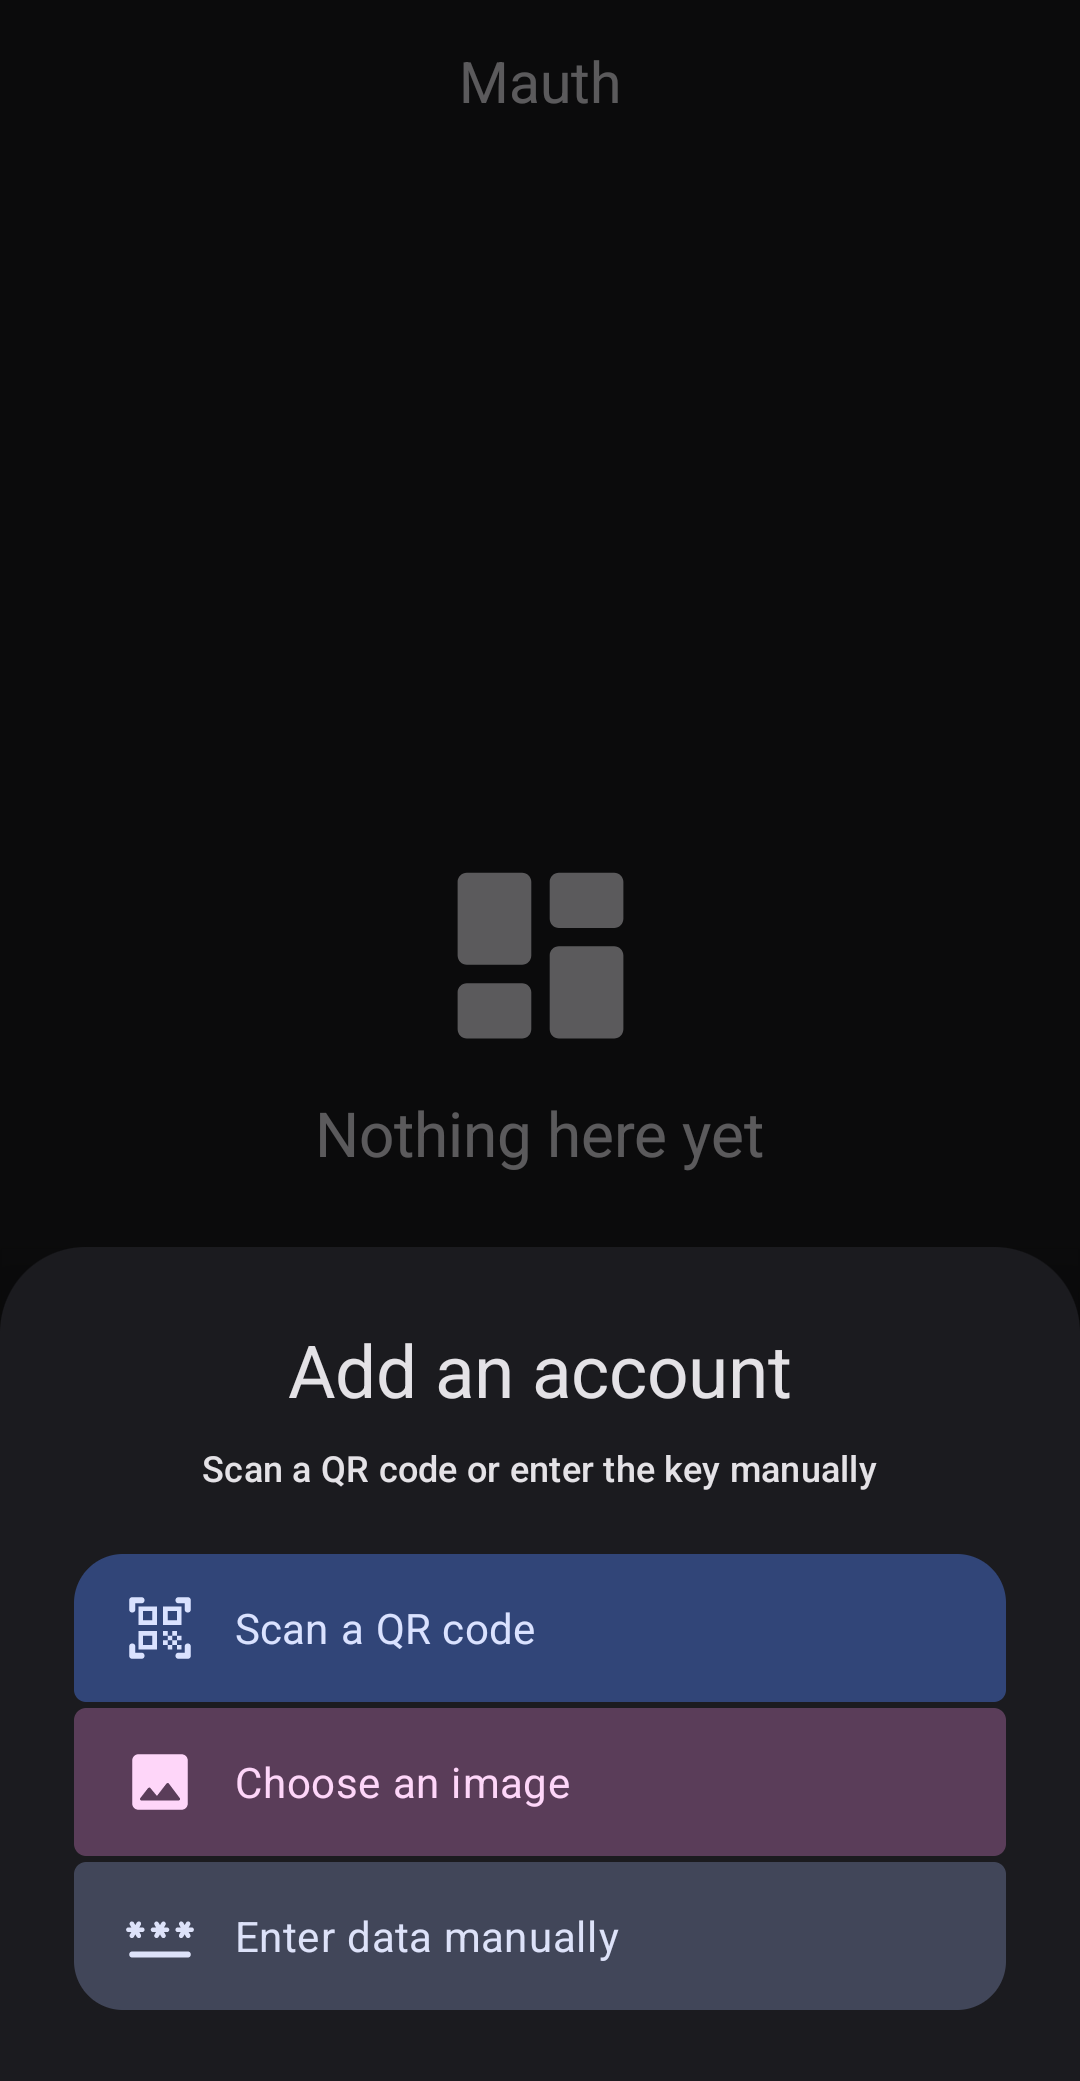 Mauth
Nothing here yet
Add an account
Scan a QR code or enter the key manually
Scan a QR code
Choose an image
Enter data manually